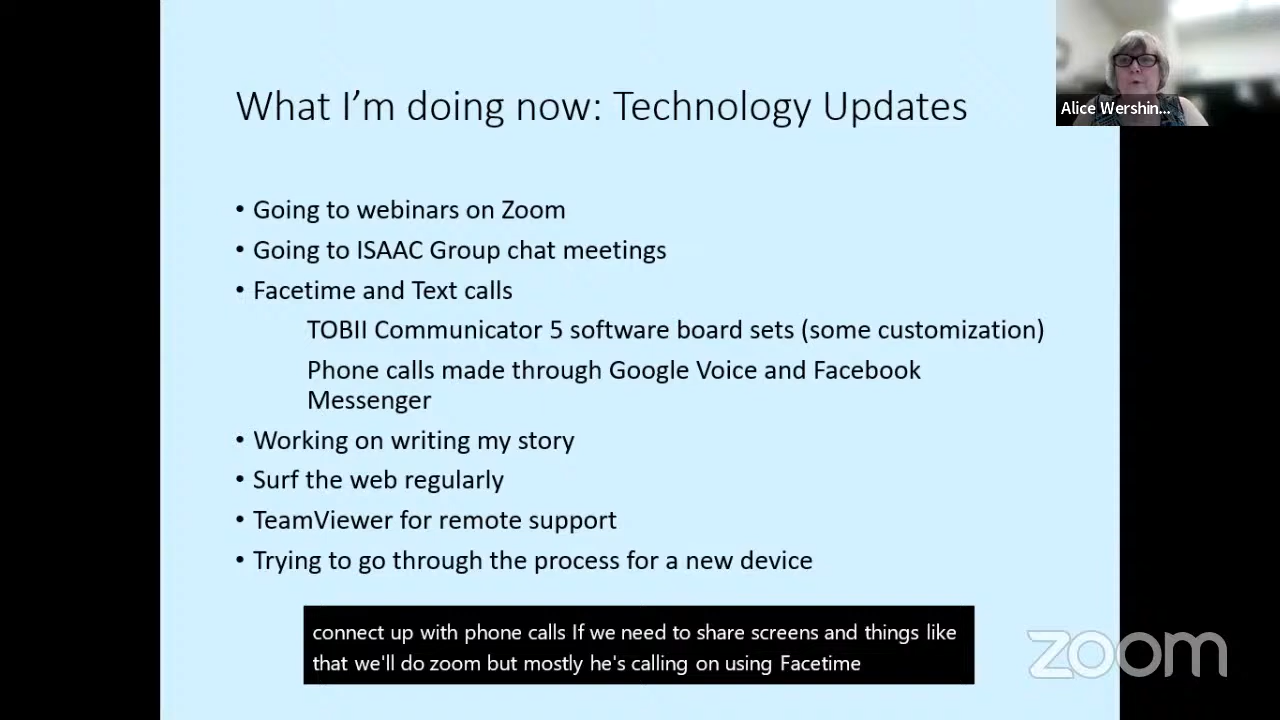 What I'm doing now: Technology Updates
Alice Wershin...
• Going to webinars on Zoom
• Going to ISAAC Group chat meetings
• Facetime and Text calls
TOBII Communicator 5 software board sets (some customization)
Phone calls made through Google Voice and Facebook
Messenger
• Working on writing my story
• Surf the web regularly
• TeamViewer for remote support
• Trying to go through the process for a new device
connect up with phone calls If we need to share screens and things like
that we'll do zoom but mostly he's calling on using Facetime
zoom